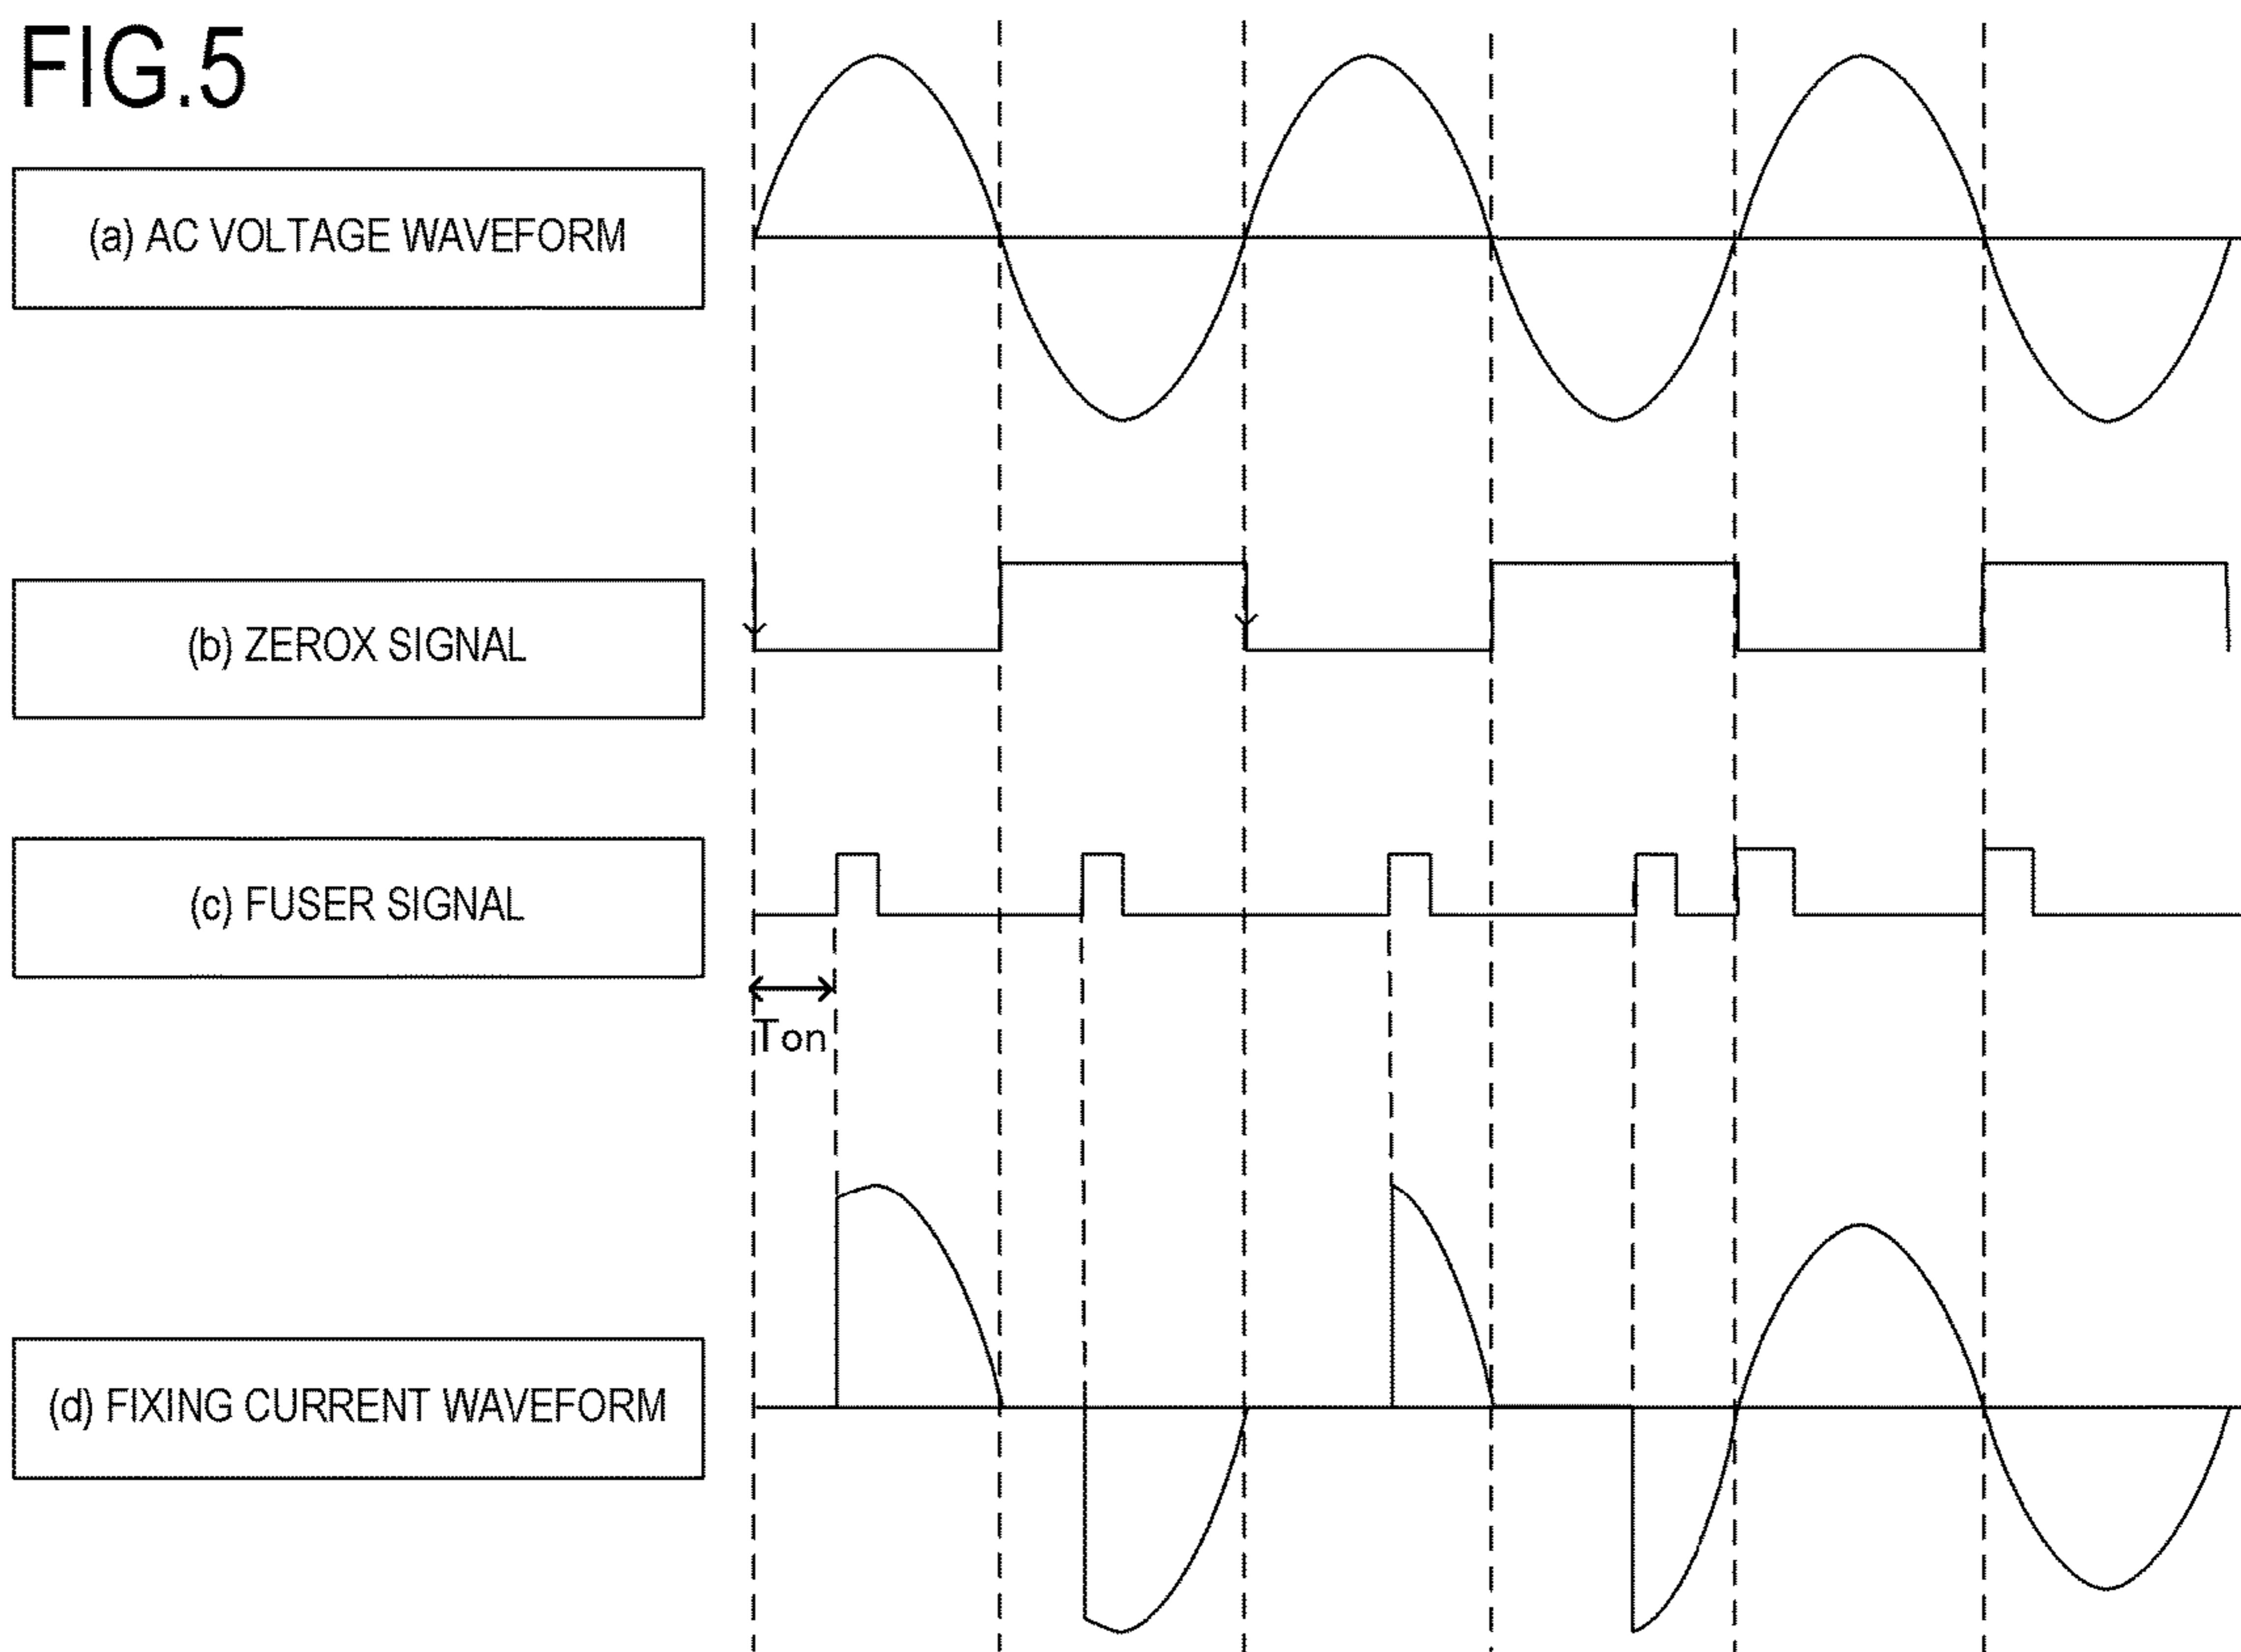 FIG.5
(a) AC VOLTAGE WAVEFORM
(b) ZEROX SIGNAL
(c) FUSER SIGNAL
Ton
(d) FIXING CURRENT WAVEFORM